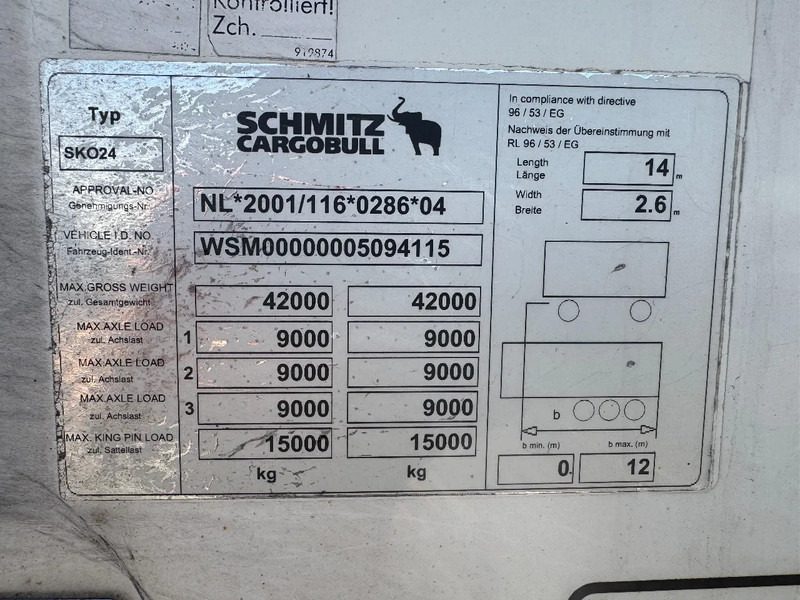 Kontrolliert!
Zch.
919874
Typ
SKO24
SCHMITZ
CARGOBULL
APPROVAL-NO
Genehmigungs-Nr.
NL*2001/116*0286*04
VEHICLE I.D. NO.
Fahrzeug-Ident.-Nr.
WSM00000005094115
MAX.GROSS WEIGHT
zul. Gesamtgewicht
42000 42000
MAX.AXLE LOAD
zul. Achslast
1 9000 9000
MAX.AXLE LOAD
zul. Achslast
2 9000 9000
MAX.AXLE LOAD
zul. Achslast
3 9000 9000
MAX. KING PIN LOAD
zul. Sattellast
15000 15000
kg kg
In compliance with directive
96 / 53 / EG
Nachweis der Übereinstimmung mit
RL 96 / 53 / EG
Length
Länge
14 m
Width
Breite
2.6 m
b
b min. (m) b max. (m)
0 12